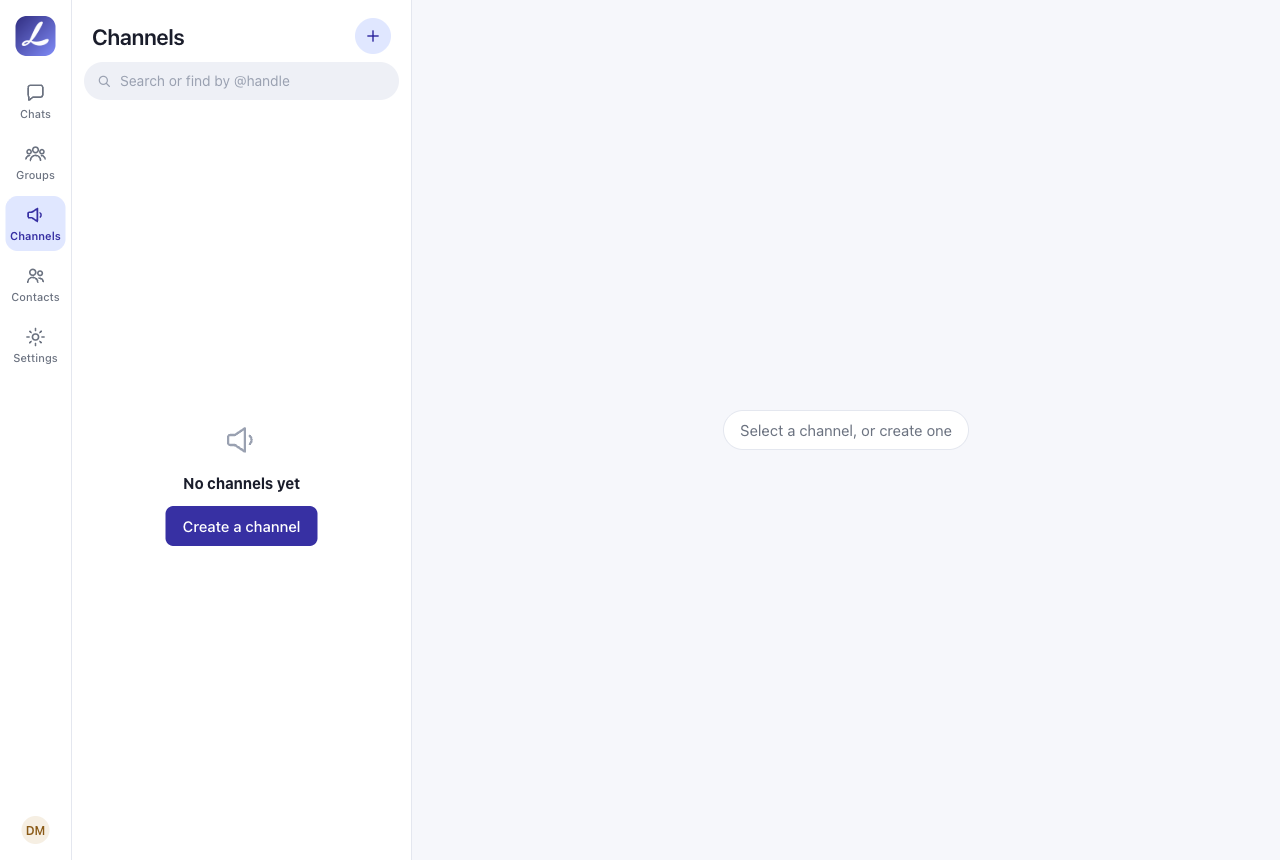 L
Chats
Groups
Channels
Contacts
Settings
DM
Channels
Search or find by @handle
No channels yet
Create a channel
Select a channel, or create one